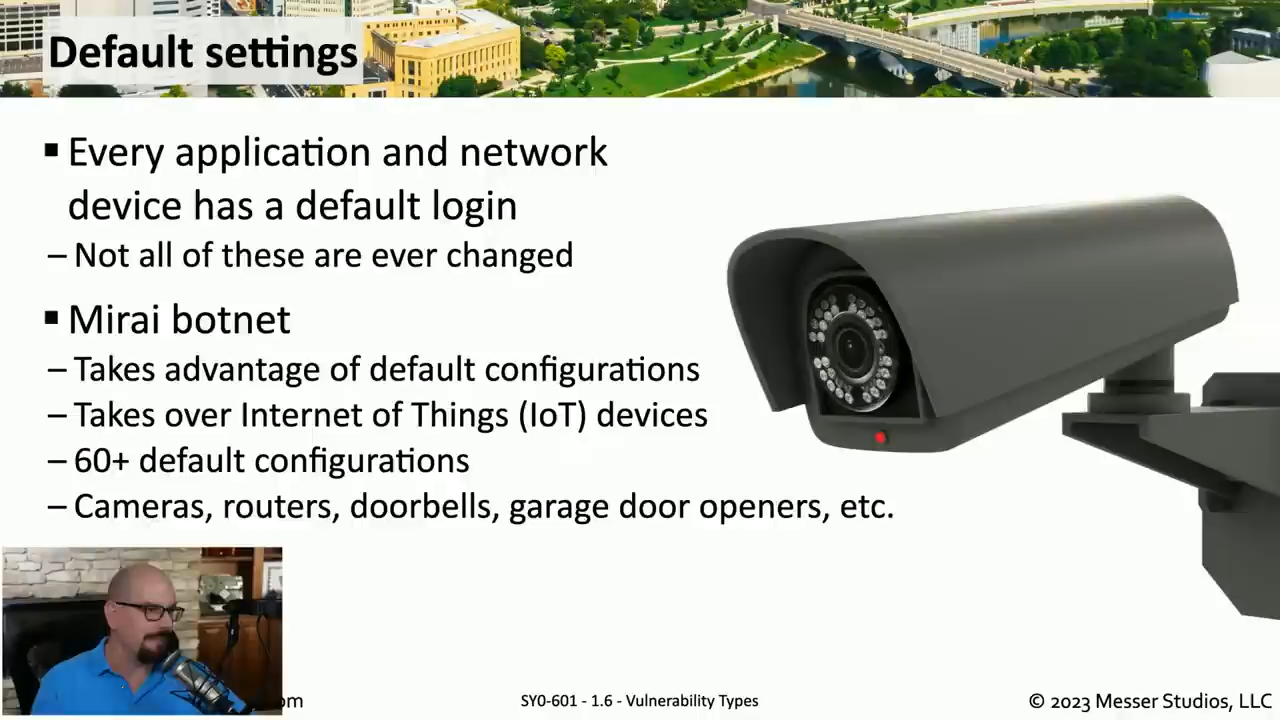 Default settings
▪ Every application and network
device has a default login
– Not all of these are ever changed
▪ Mirai botnet
– Takes advantage of default configurations
– Takes over Internet of Things (IoT) devices
– 60+ default configurations
– Cameras, routers, doorbells, garage door openers, etc.
SY0-601 - 1.6 - Vulnerability Types
© 2023 Messer Studios, LLC